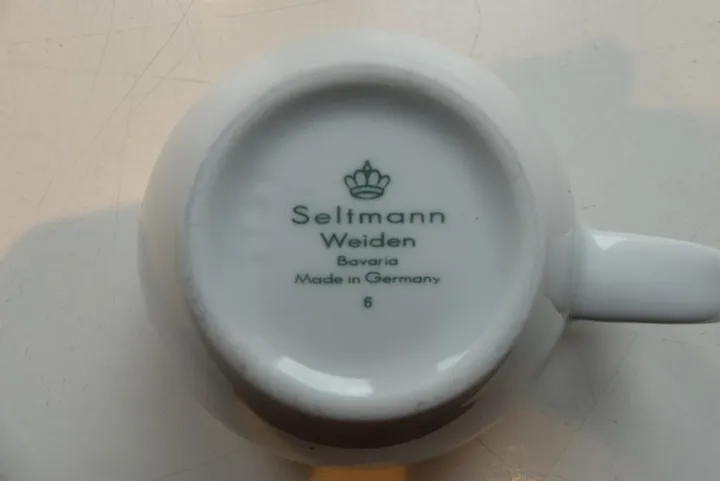 Seltmann
Weiden
Bavaria
Made in Germany
6